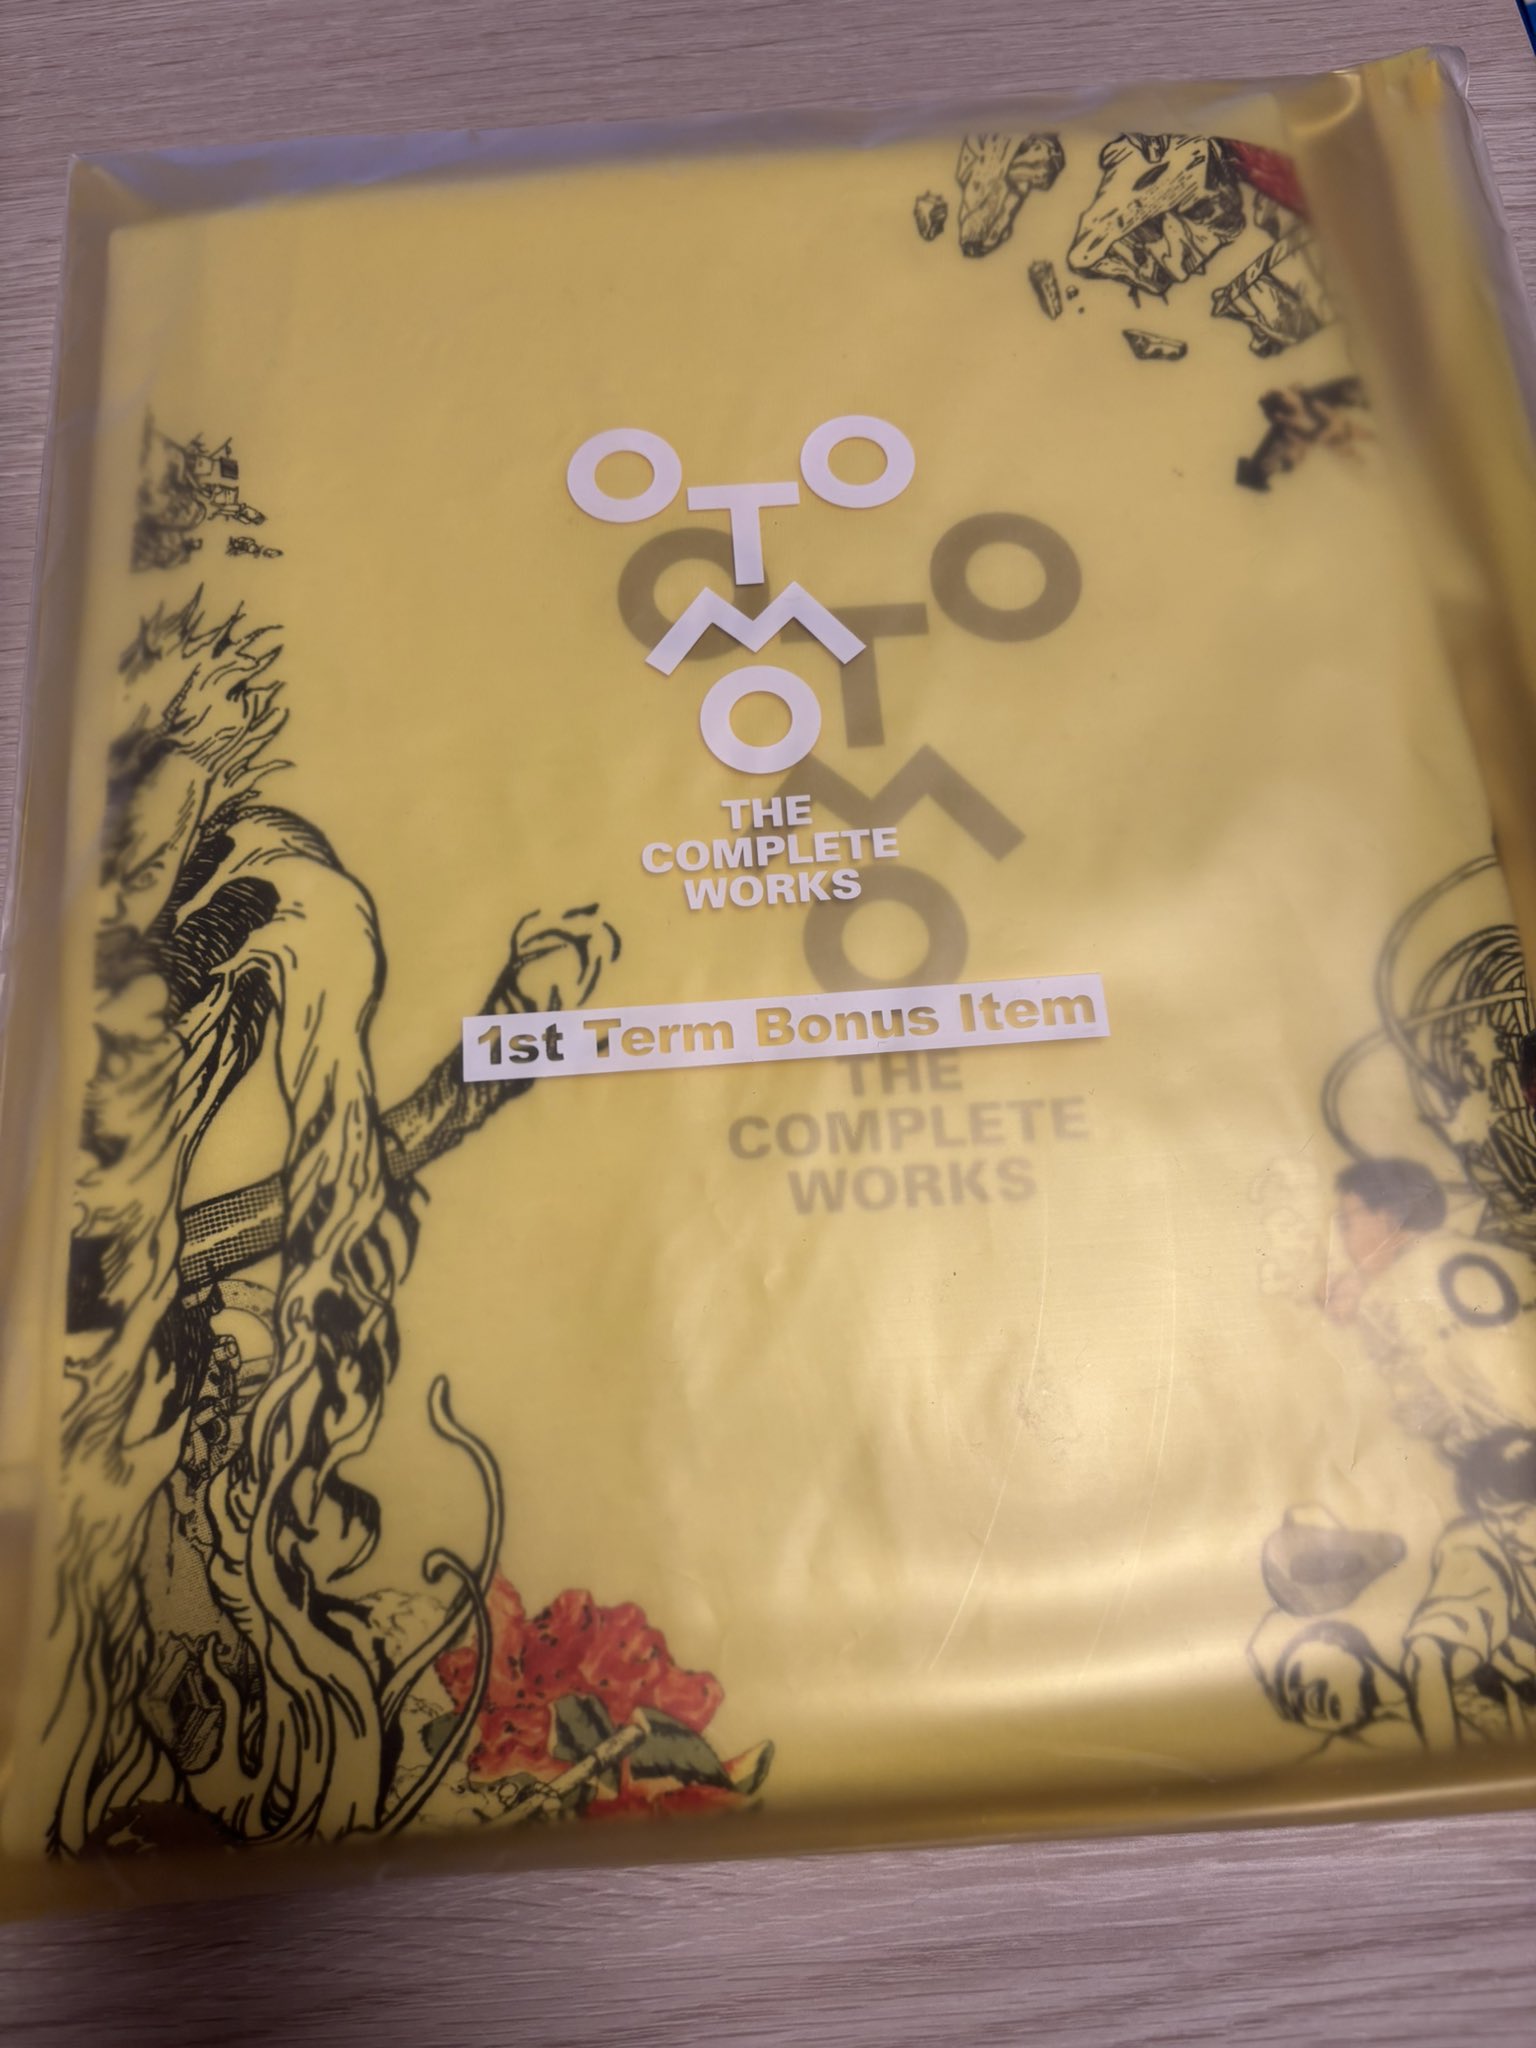 OTOMO
THE
COMPLETE
WORKS
1st Term Bonus Item
OTOMO
THE
COMPLETE
WORKS